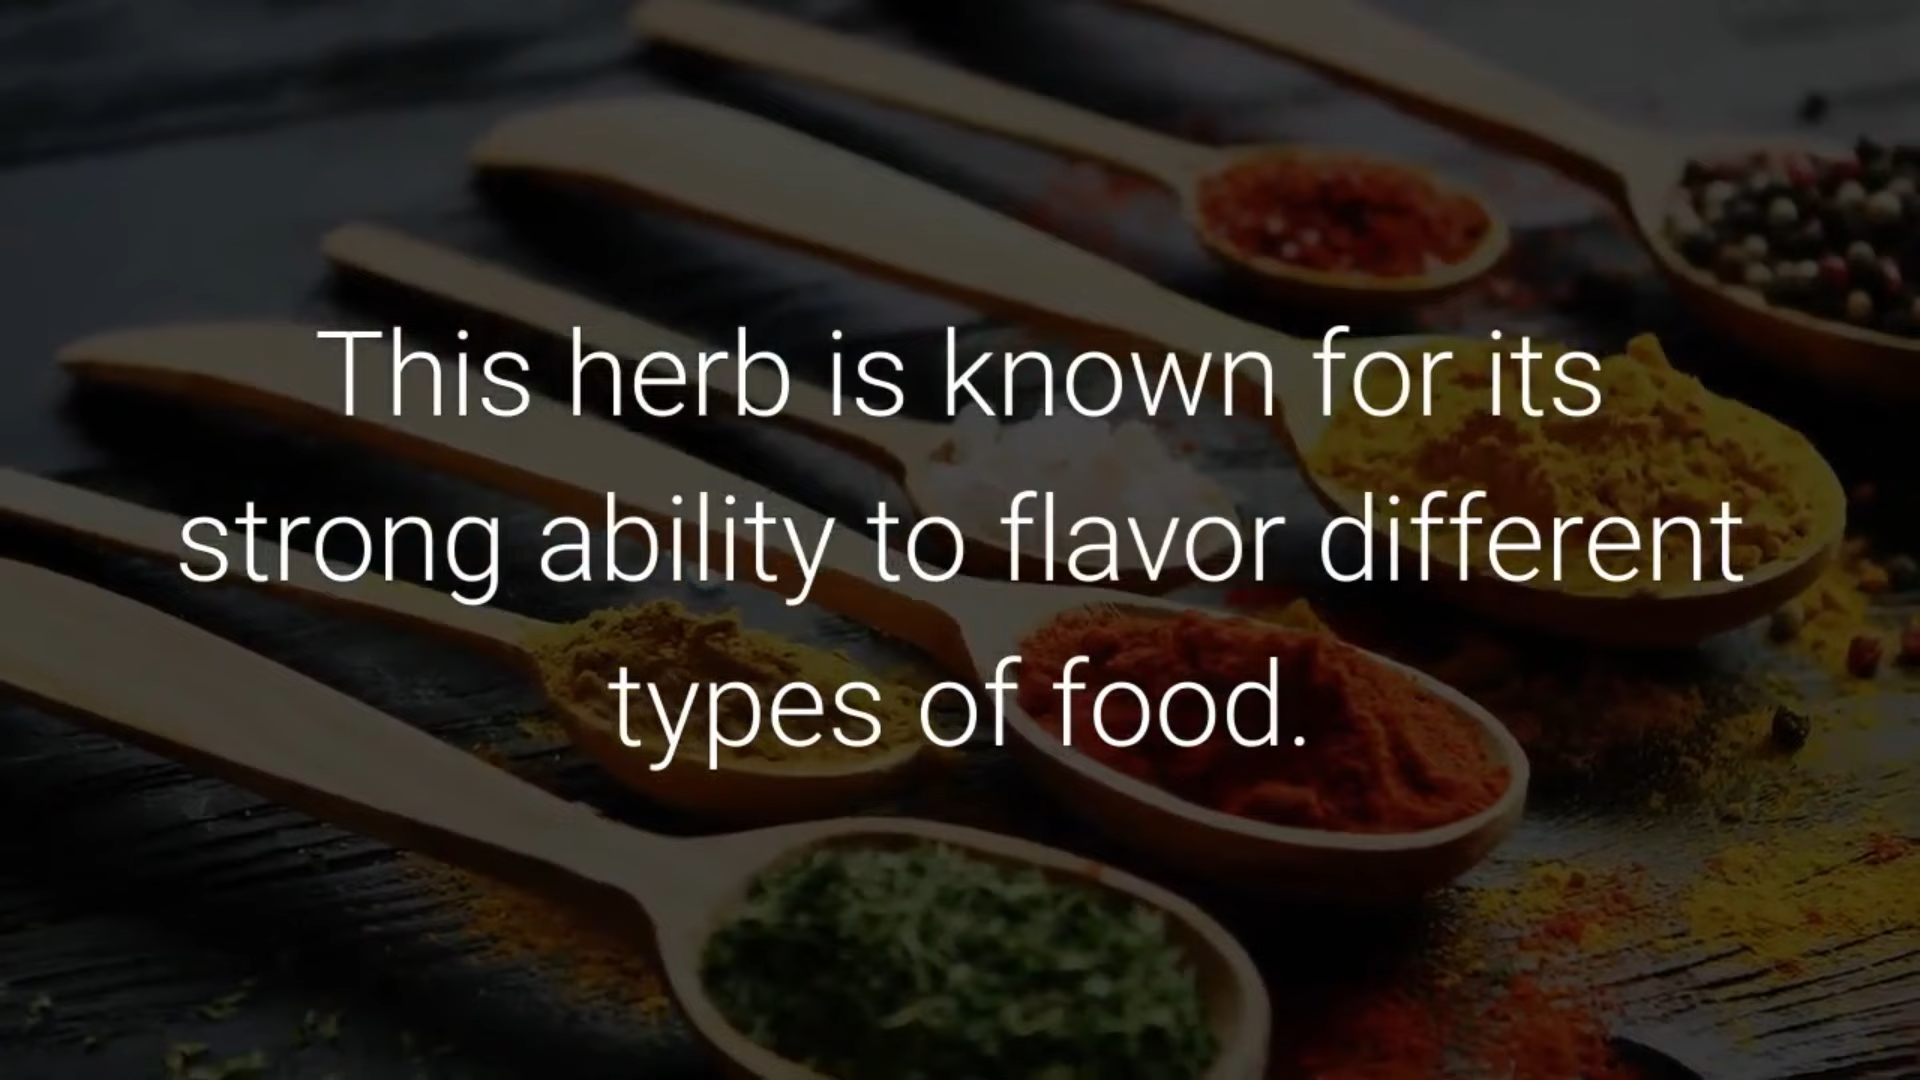 This herb is known for its
strong ability to flavor different
types of food.